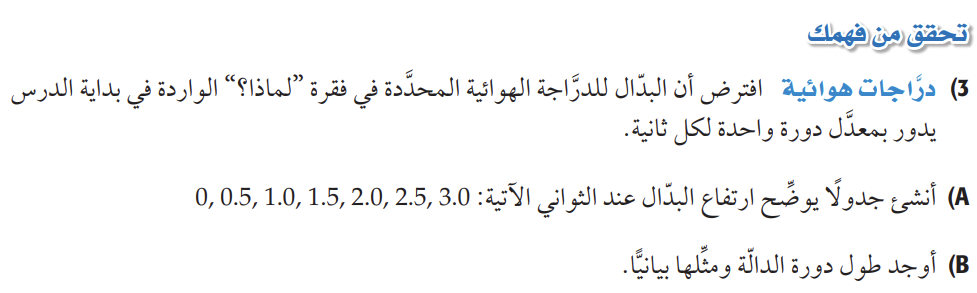 تحقق من فهمك
3) درَّاجات هوائية افترض أن البدّال للدرَّاجة الهوائية المحدَّدة في فقرة "لماذا؟" الواردة في بداية الدرس
يدور بمعدَّل دورة واحدة لكل ثانية.
A) أنشئ جدولًا يوضِّح ارتفاع البدّال عند الثواني الآتية: 0, 0.5, 1.0, 1.5, 2.0, 2.5, 3.0
B) أوجد طول دورة الدالّة ومثِّلها بيانيًّا.